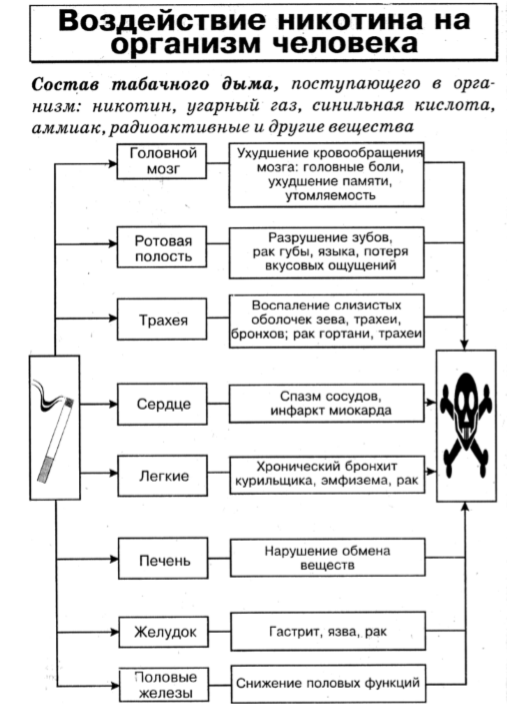 Воздействие никотина на
организм человека
Состав табачного дыма, поступающего в орга-
низм: никотин, угарный газ, синильная кислота,
аммиак, радиоактивные и другие вещества
Головной
мозг
Ухудшение кровообращения
мозга: головные боли,
ухудшение памяти,
утомляемость
Ротовая
полость
Разрушение зубов,
рак губы, языка, потеря
вкусовых ощущений
Трахея
Воспаление слизистых
оболочек зева, трахеи,
бронхов; рак гортани, трахеи
Сердце
Спазм сосудов,
инфаркт миокарда
Легкие
Хронический бронхит
курильщика, эмфизема, рак
Печень
Нарушение обмена
веществ
Желудок
Гастрит, язва, рак
Половые
железы
Снижение половых функций